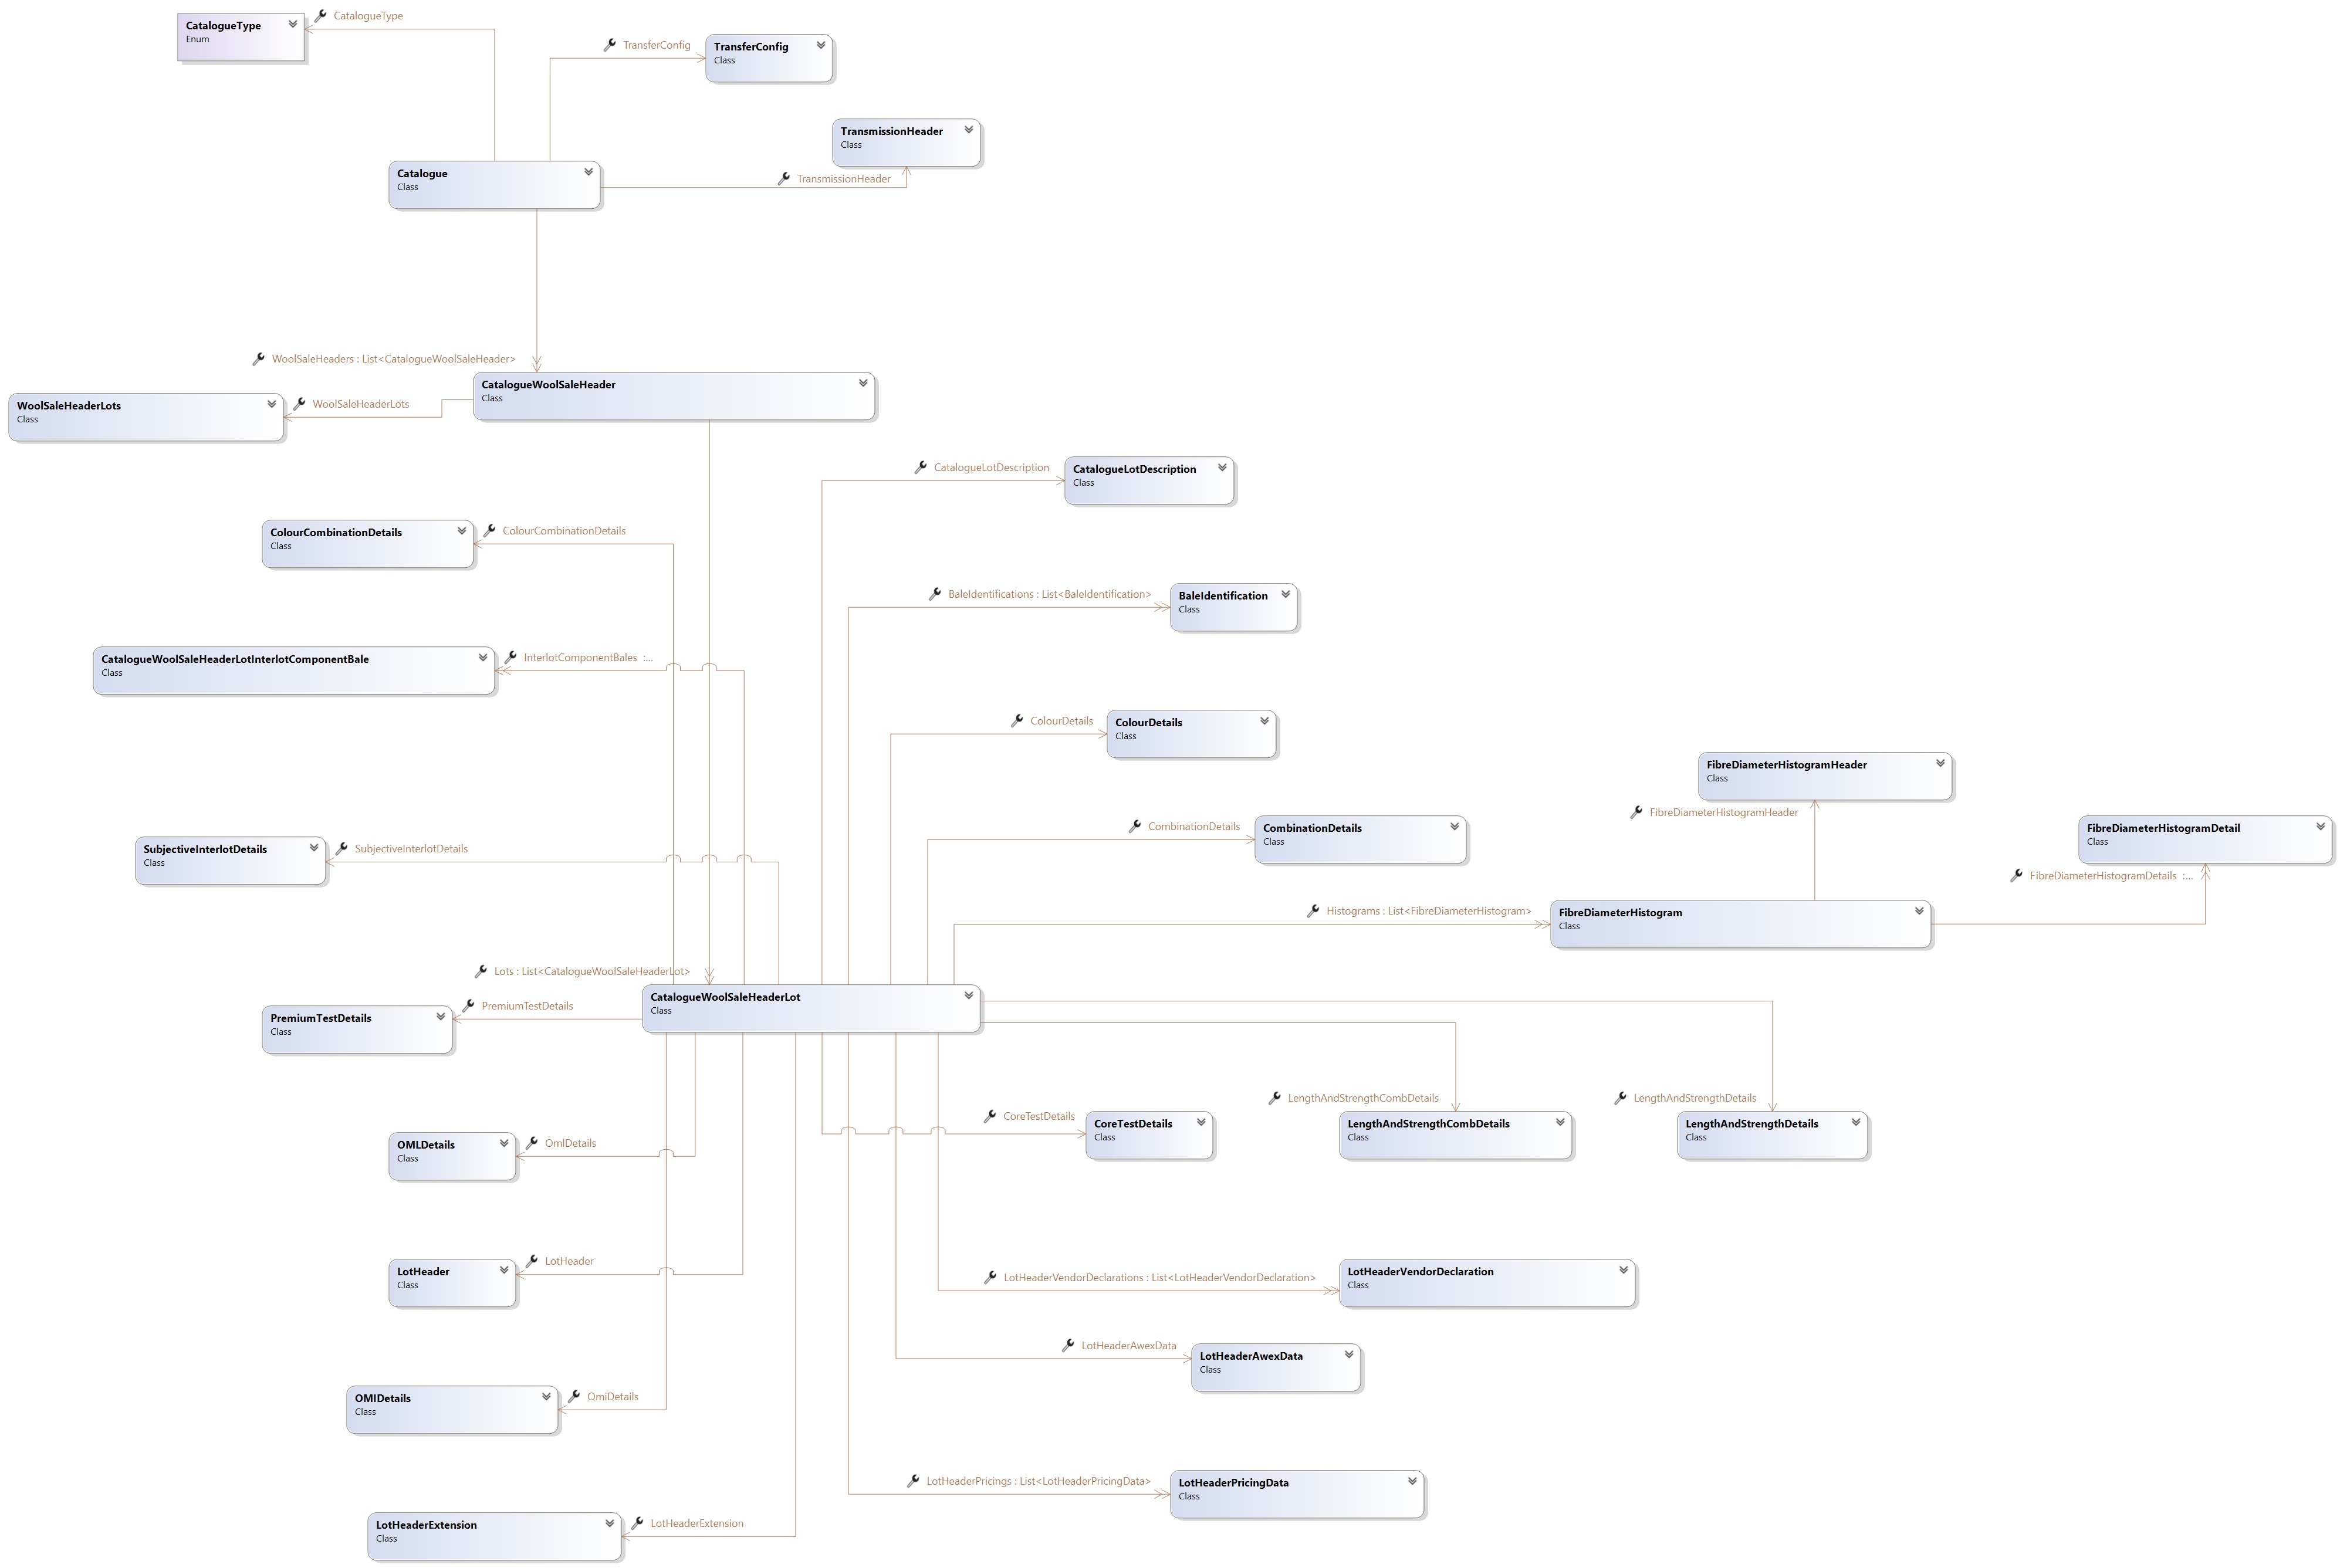 CatalogueType
Enum
CatalogueType
TransferConfig
TransferConfig
Class
TransmissionHeader
Class
Catalogue
Class
TransmissionHeader
WoolSaleHeaders : List<CatalogueWoolSaleHeader>
CatalogueWoolSaleHeader
Class
WoolSaleHeaderLots
Class
WoolSaleHeaderLots
CatalogueLotDescription
CatalogueLotDescription
Class
ColourCombinationDetails
Class
ColourCombinationDetails
BaleIdentifications : List<BaleIdentification>
BaleIdentification
Class
CatalogueWoolSaleHeaderLotInterlotComponentBale
Class
InterlotComponentBales :...
ColourDetails
ColourDetails
Class
FibreDiameterHistogramHeader
Class
FibreDiameterHistogramHeader
CombinationDetails
CombinationDetails
Class
FibreDiameterHistogramDetail
Class
FibreDiameterHistogramDetails :...
SubjectiveInterlotDetails
Class
SubjectiveInterlotDetails
Histograms : List<FibreDiameterHistogram>
FibreDiameterHistogram
Class
Lots : List<CatalogueWoolSaleHeaderLot>
CatalogueWoolSaleHeaderLot
Class
PremiumTestDetails
Class
PremiumTestDetails
CoreTestDetails
CoreTestDetails
Class
LengthAndStrengthCombDetails
LengthAndStrengthCombDetails
Class
LengthAndStrengthDetails
LengthAndStrengthDetails
Class
OMLDetails
Class
OmlDetails
LotHeader
Class
LotHeader
LotHeaderVendorDeclarations : List<LotHeaderVendorDeclaration>
LotHeaderVendorDeclaration
Class
LotHeaderAwexData
LotHeaderAwexData
Class
OMIDetails
Class
OmiDetails
LotHeaderPricings : List<LotHeaderPricingData>
LotHeaderPricingData
Class
LotHeaderExtension
Class
LotHeaderExtension